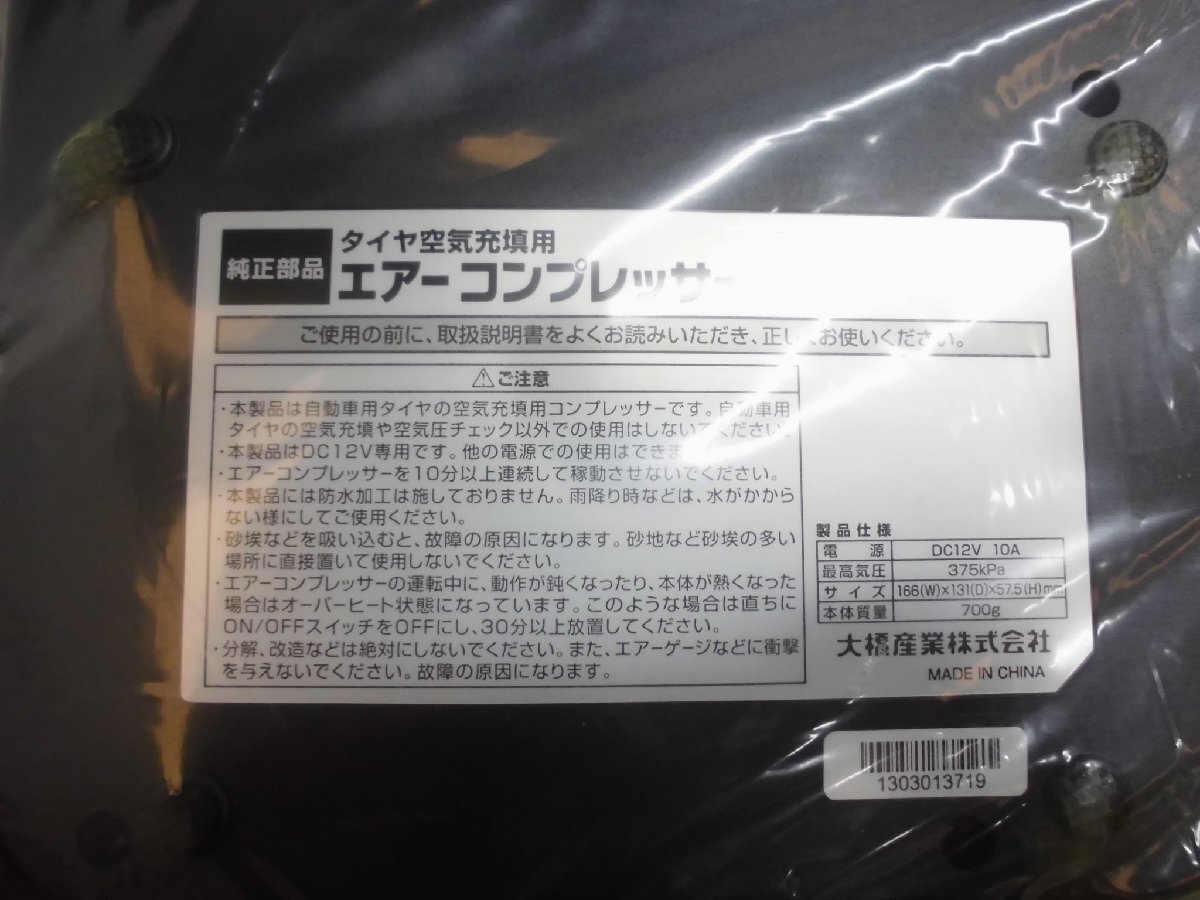 純正部品
タイヤ空気充填用
エアーコンプレッサー
ご使用の前に、取扱説明書をよくお読みいただき、正しくお使いください。
⚠ご注意
・本製品は自動車用タイヤの空気充填用コンプレッサーです。自動車用
タイヤの空気充填や空気圧チェック以外での使用はしないでください。
・本製品はDC12V専用です。他の電源での使用はできま
・エアーコンプレッサーを10分以上連続して稼動させないでください。
・本製品には防水加工は施しておりません。雨降り時などは、水がかから
ない様にしてご使用ください。
・砂埃などを吸い込むと、故障の原因になります。砂地など砂埃の多い
場所に直接置いて使用しないでください。
・エアーコンプレッサーの運転中に、動作が鈍くなったり、本体が熱くなった
場合はオーバーヒート状態になっています。このような場合は直ちに
ON/OFFスイッチをOFFにし、30分以上放置してください。
・分解、改造などは絶対にしないでください。また、エアーゲージなどに衝撃
を与えないでください。故障の原因になります。
製品仕様
電源 DC12V 10A
最高気圧 375kPa
サイズ 166(W)×131(D)×57.5(H)mm
本体質量 700g
大橋産業株式会社
MADE IN CHINA
1303013719